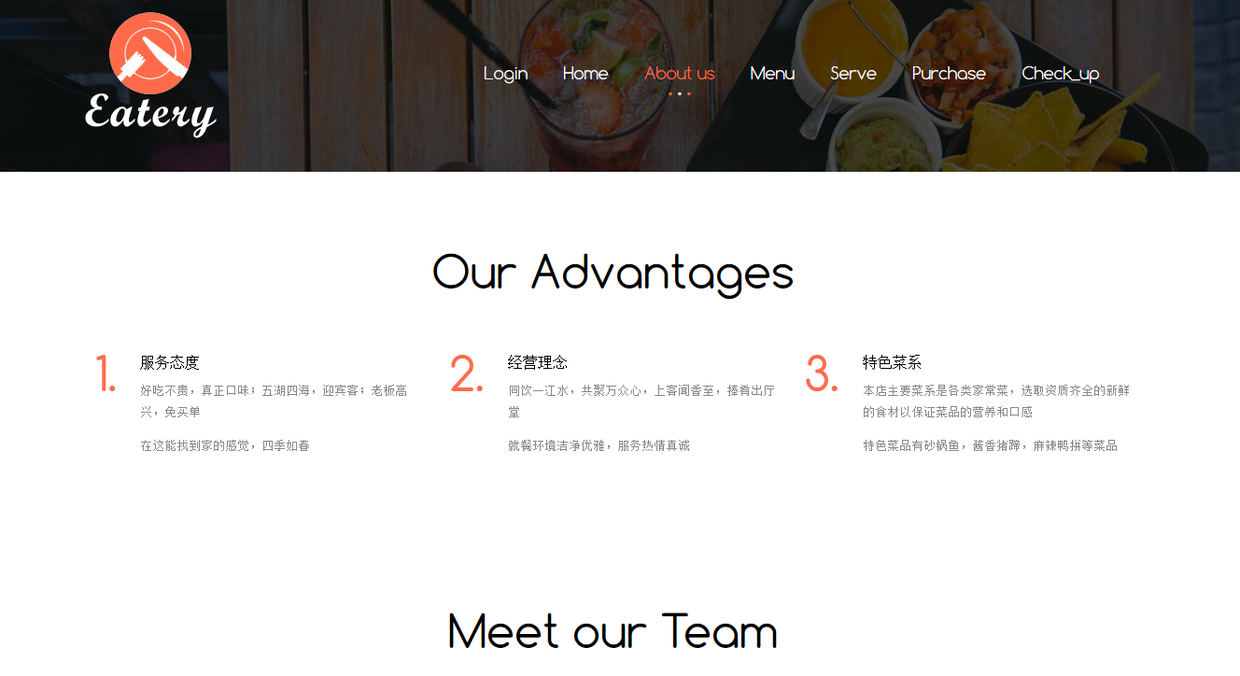 Eatery
Login Home About us Menu Serve Purchase Check_up
Our Advantages
1.
服务态度
好吃不贵，真正口味；五湖四海，迎宾客；老板高
兴，免买单
在这能找到家的感觉，四季如春
2.
经营理念
同饮一江水，共聚万众心，上客闻香至，捧肴出厅
堂
就餐环境洁净优雅，服务热情真诚
3.
特色菜系
本店主要菜系是各类家常菜，选取资质齐全的新鲜
的食材以保证菜品的营养和口感
特色菜品有砂锅鱼，酱香猪蹄，麻辣鸭拼等菜品
Meet our Team